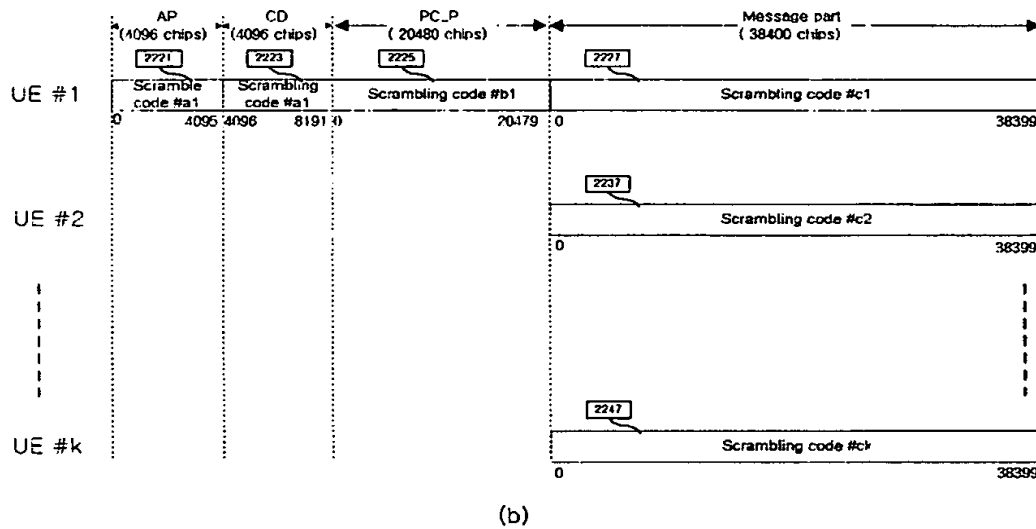 AP CD PC_P Message part
(4096 chips) (4096 chips) ( 20480 chips) ( 38400 chips)
2221 2223 2225 2227
UE #1 Scramble code #a1 Scrambling code #a1 Scrambling code #b1 Scrambling code #c1
0 4095 4096 8191 0 20479 0 38399
2237
UE #2 Scrambling code #c2
0 38399
2247
UE #k Scrambling code #ck
0 38399
(b)